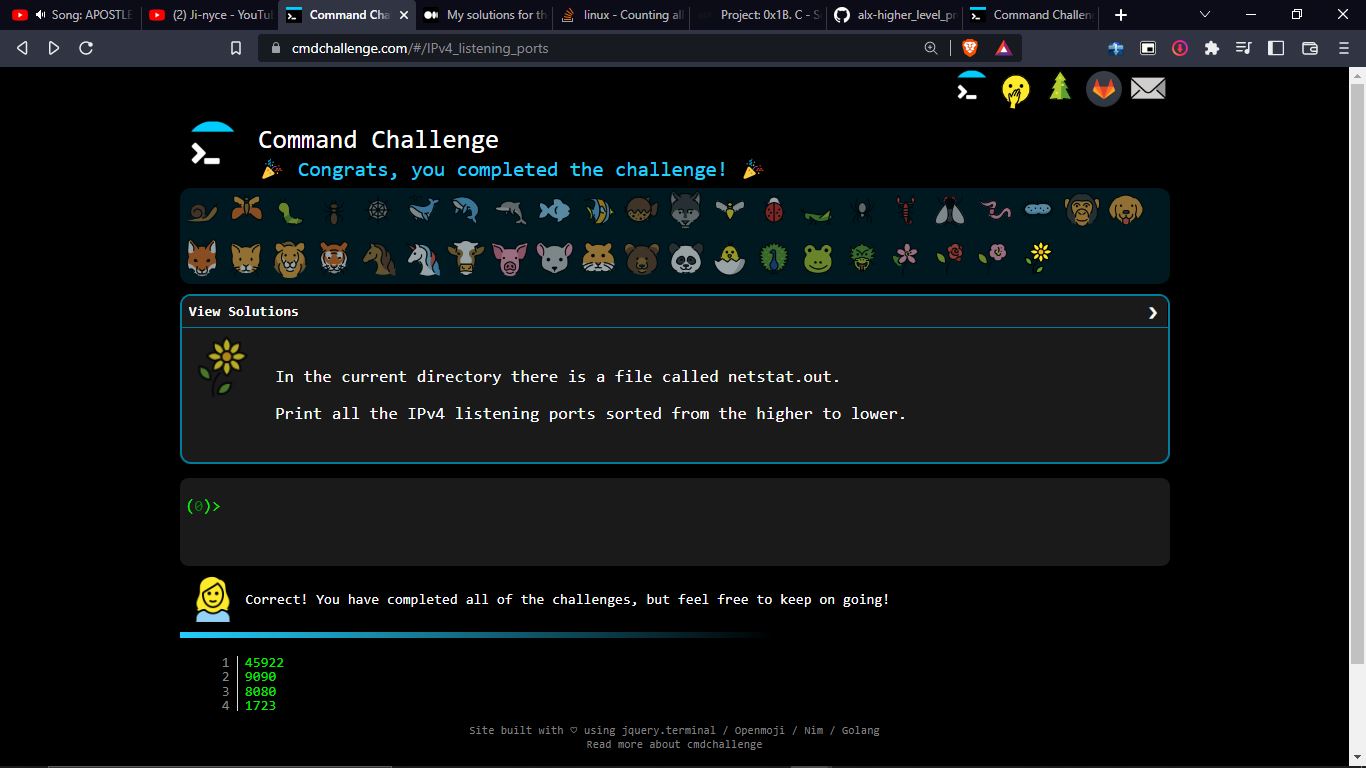 Song: APOSTLE
(2) Ji-nyce - YouTu
Command Cha
My solutions for th
linux - Counting all
Project: 0x1B. C - S
alx-higher_level_pr
Command Challen
cmdchallenge.com/#/IPv4_listening_ports
Command Challenge
Congrats, you completed the challenge!
View Solutions
In the current directory there is a file called netstat.out.
Print all the IPv4 listening ports sorted from the higher to lower.
(0)>
Correct! You have completed all of the challenges, but feel free to keep on going!
1 45922
2 9090
3 8080
4 1723
Site built with ♡ using jquery.terminal / Openmoji / Nim / Golang
Read more about cmdchallenge